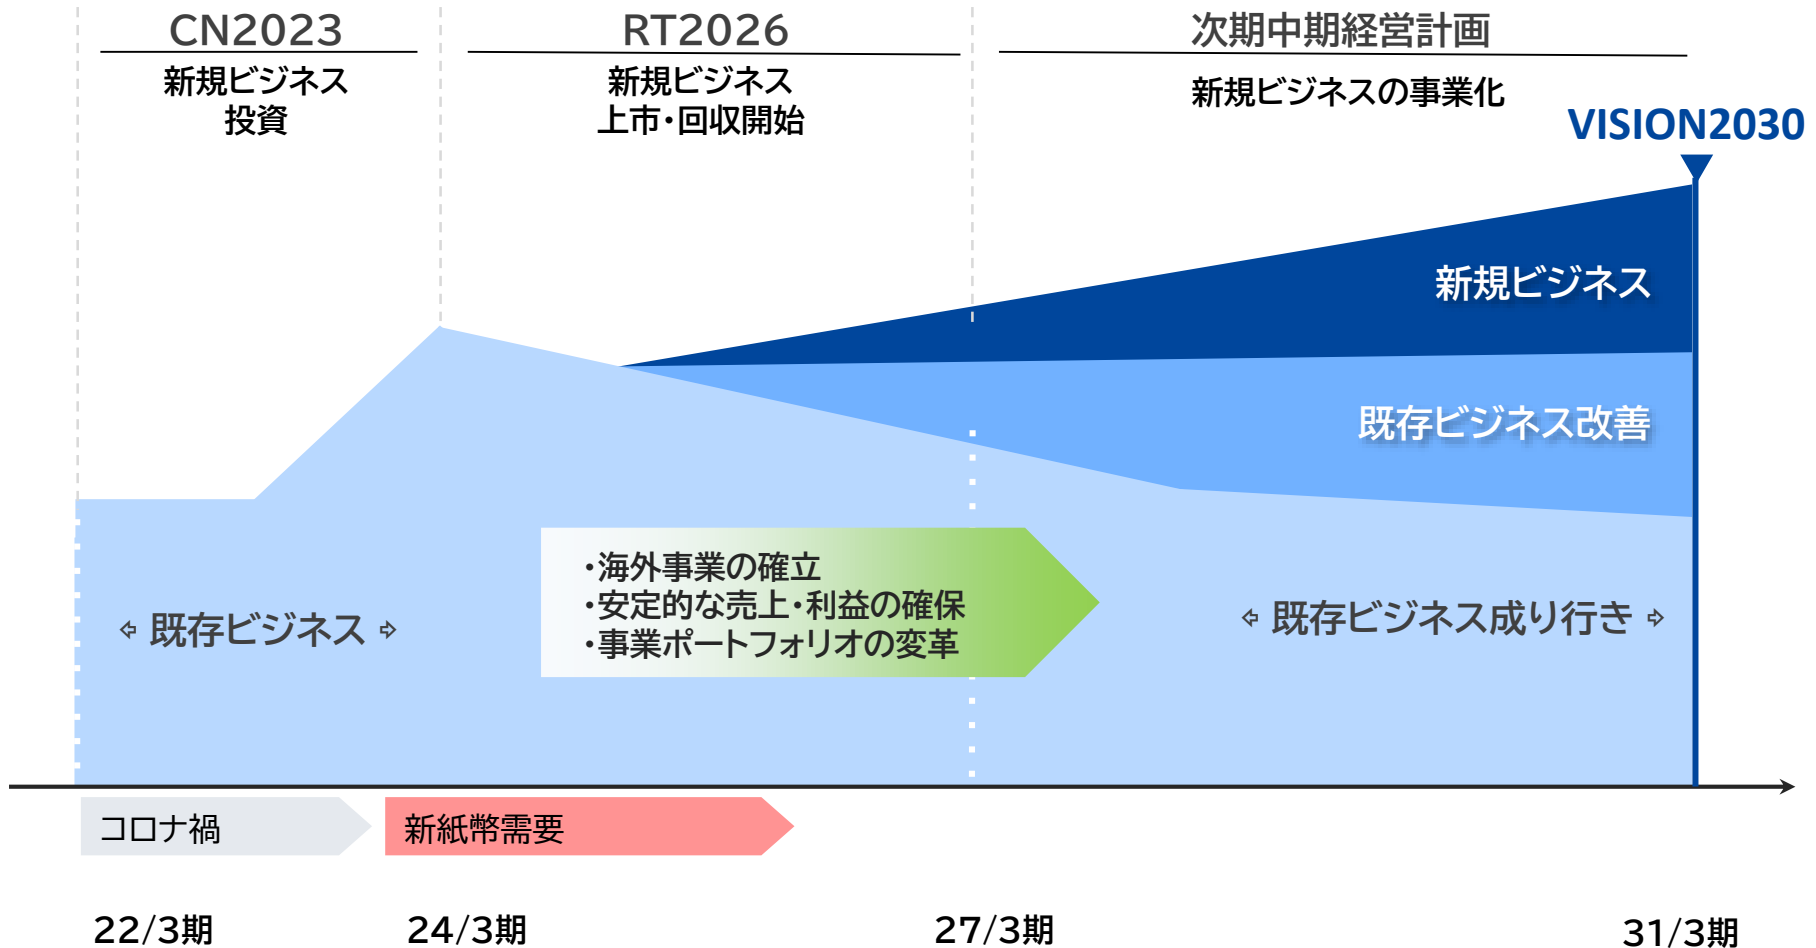 CN2023
新規ビジネス
投資
RT2026
新規ビジネス
上市・回収開始
次期中期経営計画
新規ビジネスの事業化
VISION2030
新規ビジネス
既存ビジネス改善
・海外事業の確立
・安定的な売上・利益の確保
・事業ポートフォリオの変革
既存ビジネス
既存ビジネス成り行き
コロナ禍
新紙幣需要
22/3期
24/3期
27/3期
31/3期